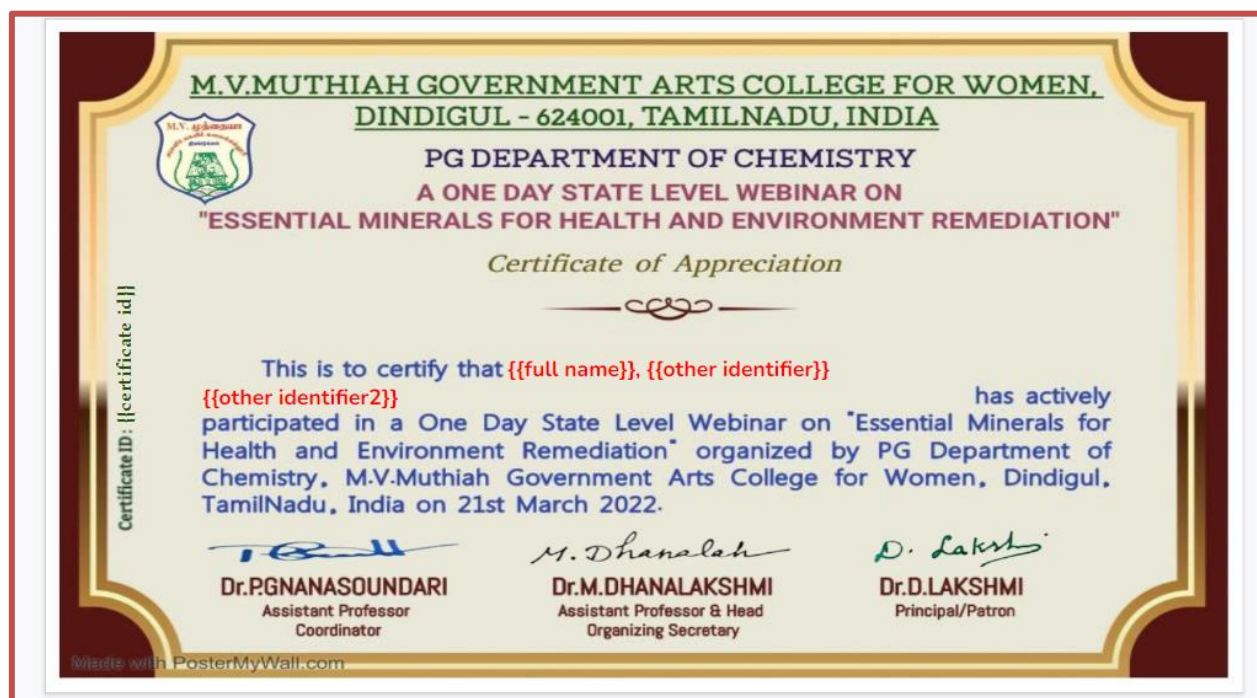 M.V.MUTHIAH GOVERNMENT ARTS COLLEGE FOR WOMEN,
DINDIGUL - 624001, TAMILNADU, INDIA
M.V. முத்தையா
PG DEPARTMENT OF CHEMISTRY
A ONE DAY STATE LEVEL WEBINAR ON
"ESSENTIAL MINERALS FOR HEALTH AND ENVIRONMENT REMEDIATION"
Certificate of Appreciation
Certificate ID: {{certificate id}}
This is to certify that {{full name}}, {{other identifier}}
{{other identifier2}} has actively
participated in a One Day State Level Webinar on "Essential Minerals for
Health and Environment Remediation" organized by PG Department of
Chemistry, M.V.Muthiah Government Arts College for Women, Dindigul,
TamilNadu, India on 21st March 2022.
M. Dhanalah D. Lakshi
Dr.P.GNANASOUNDARI Dr.M.DHANALAKSHMI Dr.D.LAKSHMI
Assistant Professor Assistant Professor & Head Principal/Patron
Coordinator Organizing Secretary
Made with PosterMyWall.com